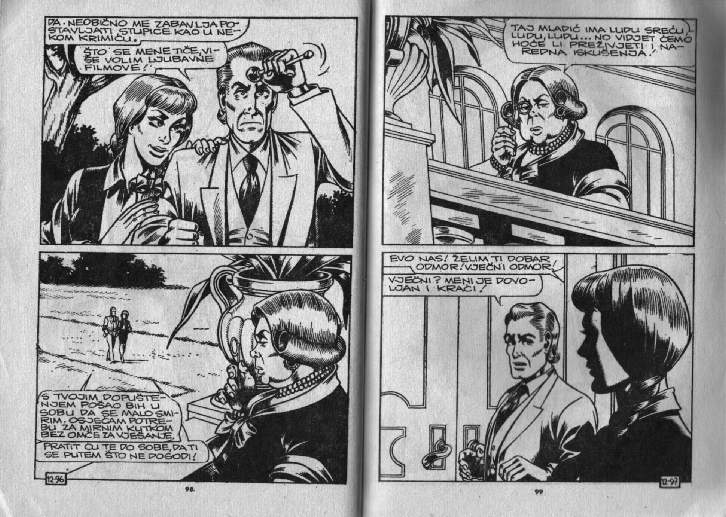 DA. NEOBIČNO ME ZABAVLJA PO-
STAVLJATI STUPICE KAO U NE-
KOM KRIMIĆU.
ŠTO SE MENE TIČE, VI-
ŠE VOLIM LJUBAVNE
FILMOVE!
S TVOJIM DOPUŠTE-
NJEM POŠAO BIH U
SOBU DA SE MALO SMI-
RIM. OSJEĆAM POTRE-
BU ZA MIRNIM KUTKOM
BEZ OMČE ZA VJEŠANJE.
PRATIT ĆU TE DO SOBE, DA TI
SE PUTEM ŠTO NE DOGODI!
12-96
98.
TAJ MLADIĆ IMA LUDU SREĆU,
LUDU, LUDU... NO VIDJET ĆEMO
HOĆE LI PREŽIVJETI I NA-
REDNA ISKUŠENJA!
EVO NAS! ŽELIM TI DOBAR
ODMOR! VJEČNI ODMOR!
VJEČNI? MENI JE DOVO-
LJAN I KRAĆI!
12-97
99